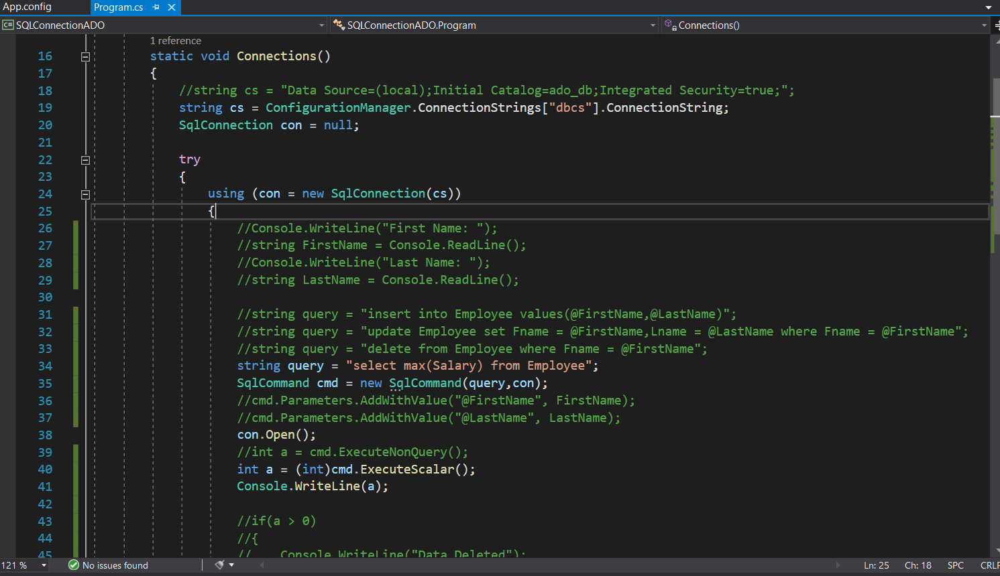 App.config Program.cs
C# SQLConnectionADO SQLConnectionADO.Program Connections()
1 reference
16 static void Connections()
17 {
18 //string cs = "Data Source=(local);Initial Catalog=ado_db;Integrated Security=true;";
19 string cs = ConfigurationManager.ConnectionStrings["dbcs"].ConnectionString;
20 SqlConnection con = null;
21
22 try
23 {
24 using (con = new SqlConnection(cs))
25 {
26 //Console.WriteLine("First Name: ");
27 //string FirstName = Console.ReadLine();
28 //Console.WriteLine("Last Name: ");
29 //string LastName = Console.ReadLine();
30
31 //string query = "insert into Employee values(@FirstName,@LastName)";
32 //string query = "update Employee set Fname = @FirstName,Lname = @LastName where Fname = @FirstName";
33 //string query = "delete from Employee where Fname = @FirstName";
34 string query = "select max(Salary) from Employee";
35 SqlCommand cmd = new SqlCommand(query,con);
36 //cmd.Parameters.AddWithValue("@FirstName", FirstName);
37 //cmd.Parameters.AddWithValue("@LastName", LastName);
38 con.Open();
39 //int a = cmd.ExecuteNonQuery();
40 int a = (int)cmd.ExecuteScalar();
41 Console.WriteLine(a);
42
43 //if(a > 0)
44 //{
45 // Console.WriteLine("Data Deleted");
121 % No issues found Ln: 25 Ch: 18 SPC CRLF